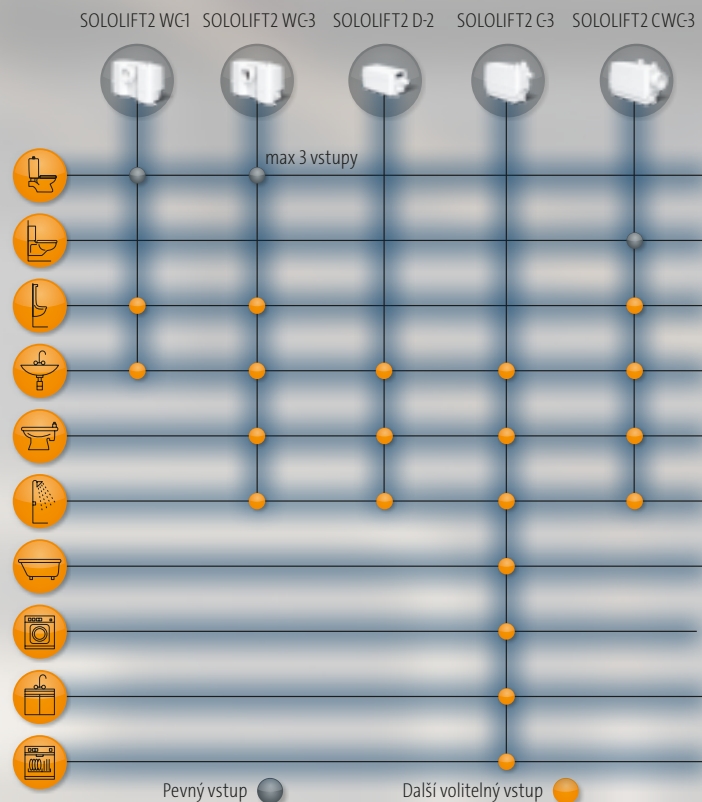 SOLOLIFT2 WC-1 SOLOLIFT2 WC-3 SOLOLIFT2 D-2 SOLOLIFT2 C-3 SOLOLIFT2 CWC-3
max 3 vstupy
Pevný vstup Další volitelný vstup